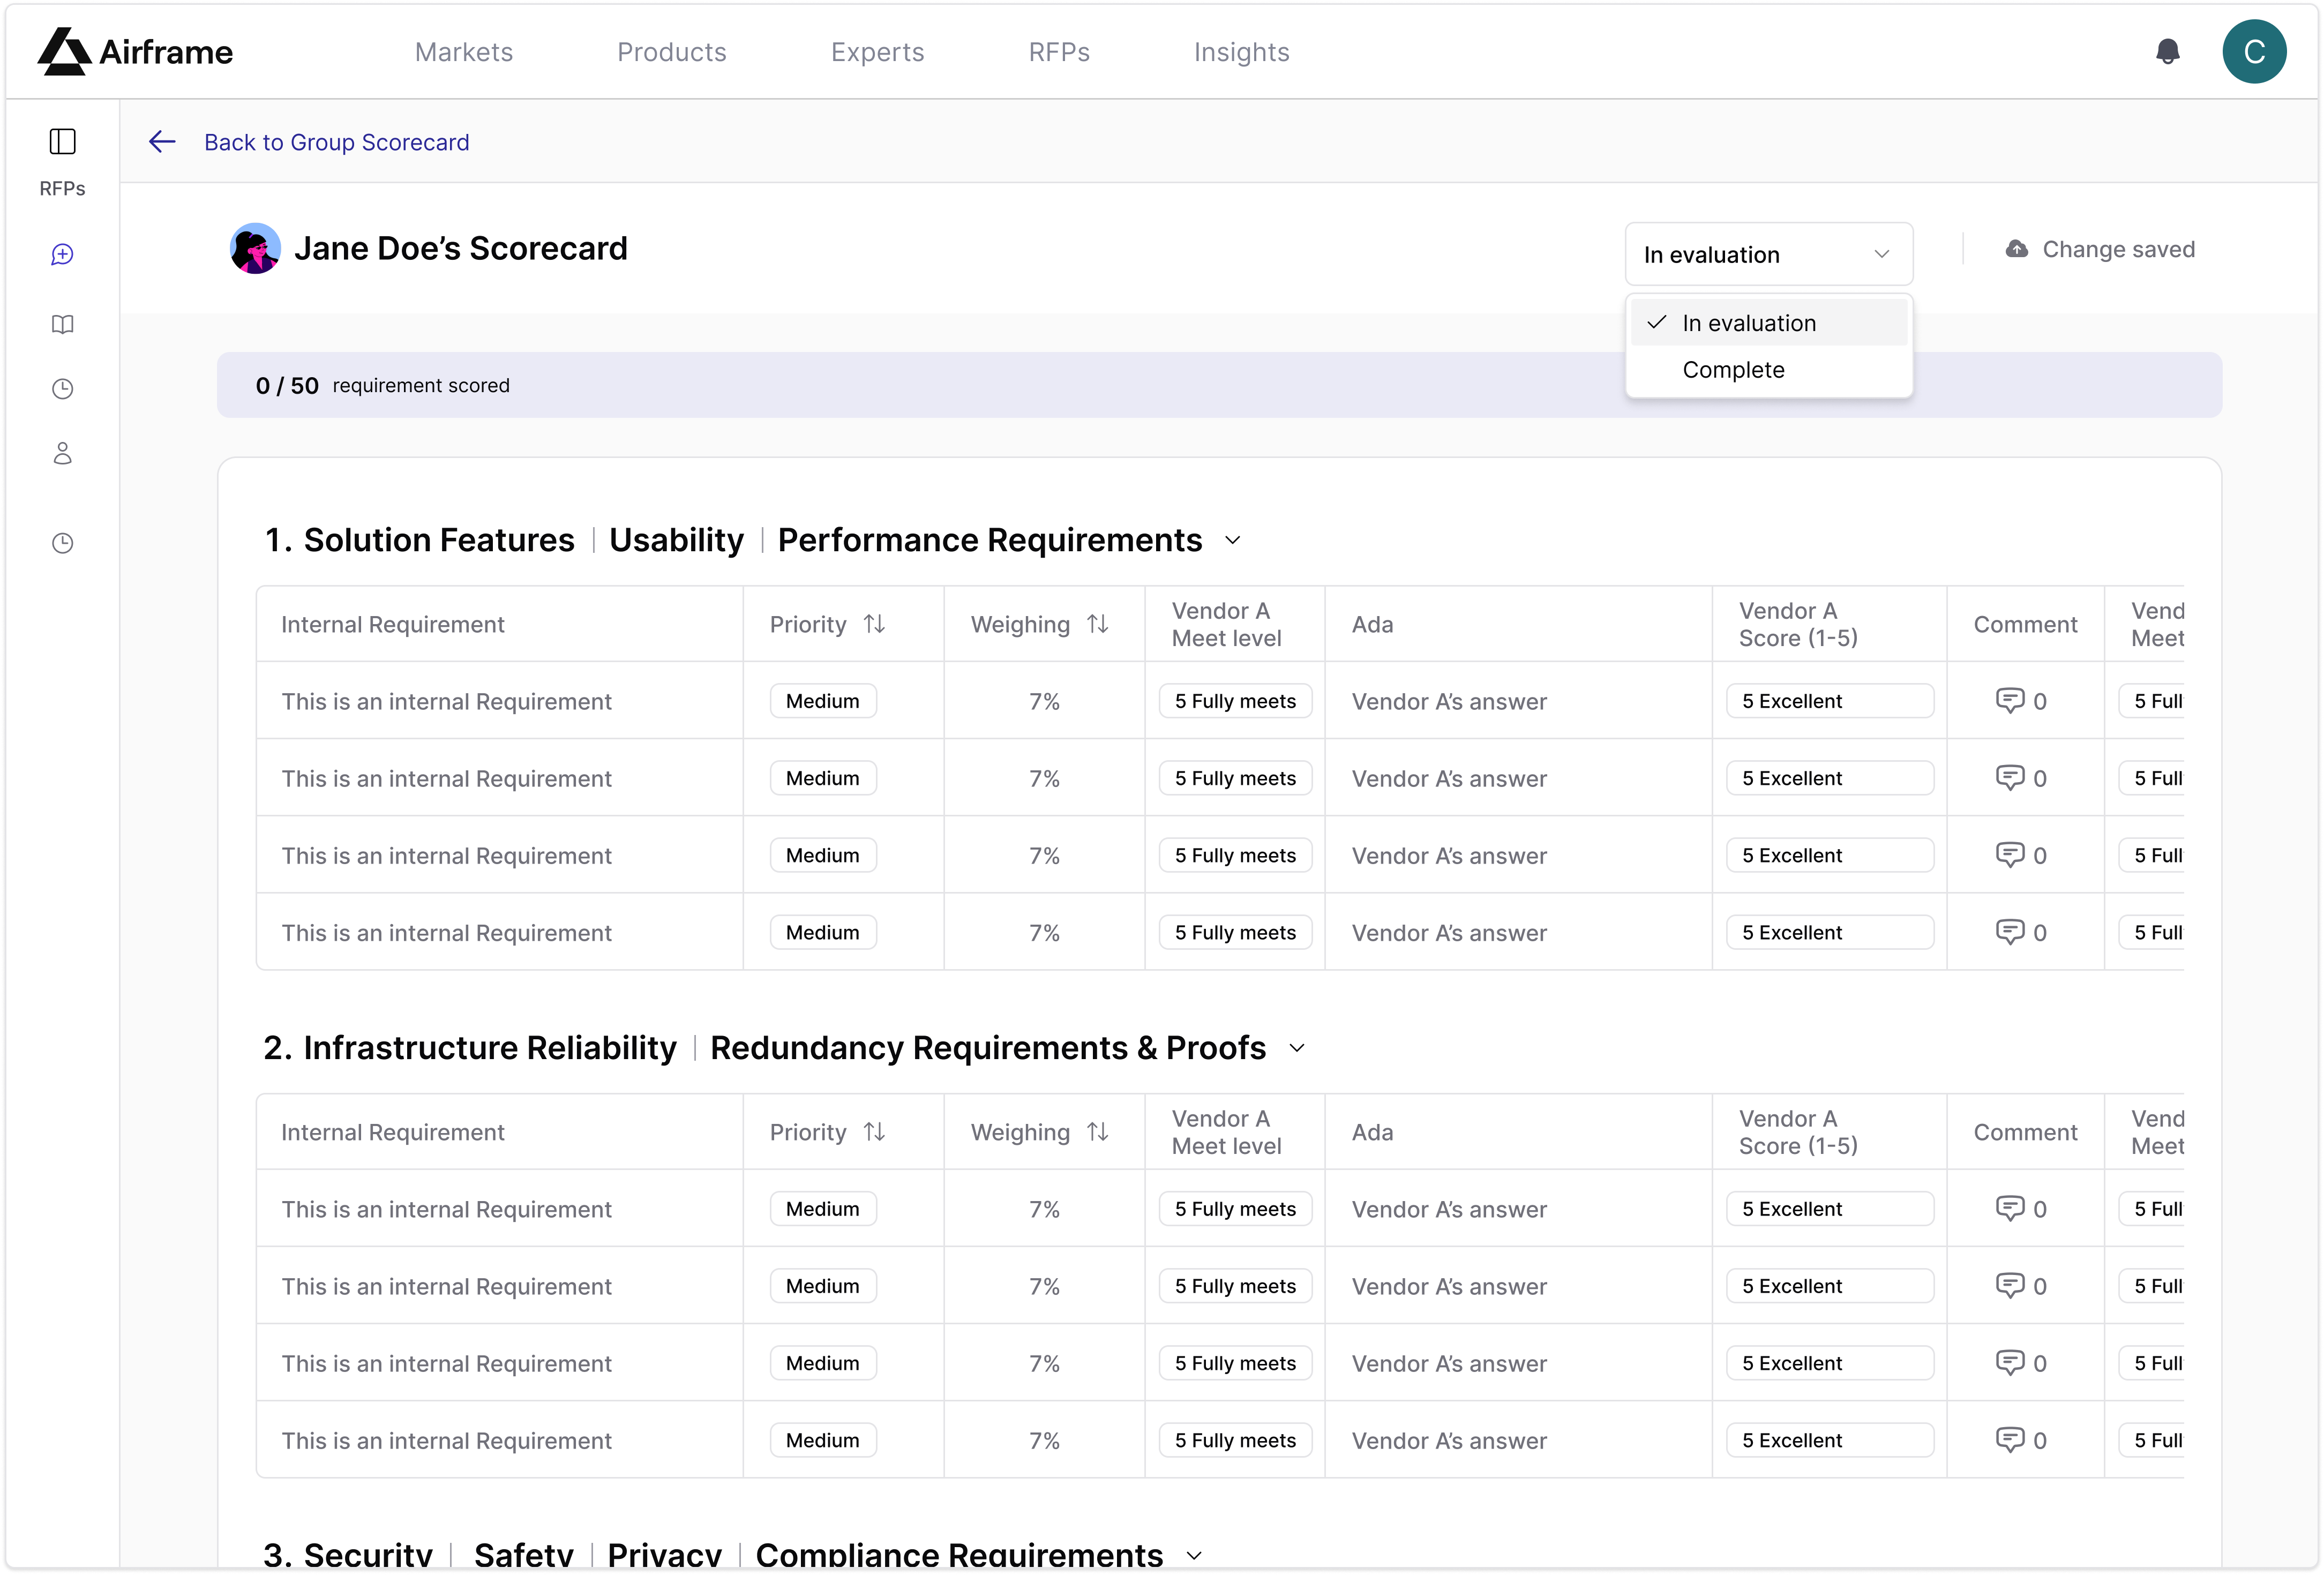 Airframe
Markets Products Experts RFPs Insights
C
RFPs
Back to Group Scorecard
Jane Doe’s Scorecard
In evaluation
Change saved
In evaluation
Complete
0 / 50 requirement scored
1. Solution Features | Usability | Performance Requirements
Internal Requirement Priority Weighing Vendor A Meet level Ada Vendor A Score (1-5) Comment Vend Meet
This is an internal Requirement Medium 7% 5 Fully meets Vendor A’s answer 5 Excellent 0 5 Full
This is an internal Requirement Medium 7% 5 Fully meets Vendor A’s answer 5 Excellent 0 5 Full
This is an internal Requirement Medium 7% 5 Fully meets Vendor A’s answer 5 Excellent 0 5 Full
This is an internal Requirement Medium 7% 5 Fully meets Vendor A’s answer 5 Excellent 0 5 Full
2. Infrastructure Reliability | Redundancy Requirements & Proofs
Internal Requirement Priority Weighing Vendor A Meet level Ada Vendor A Score (1-5) Comment Vend Meet
This is an internal Requirement Medium 7% 5 Fully meets Vendor A’s answer 5 Excellent 0 5 Full
This is an internal Requirement Medium 7% 5 Fully meets Vendor A’s answer 5 Excellent 0 5 Full
This is an internal Requirement Medium 7% 5 Fully meets Vendor A’s answer 5 Excellent 0 5 Full
This is an internal Requirement Medium 7% 5 Fully meets Vendor A’s answer 5 Excellent 0 5 Full
3. Security | Safety | Privacy | Compliance Requirements